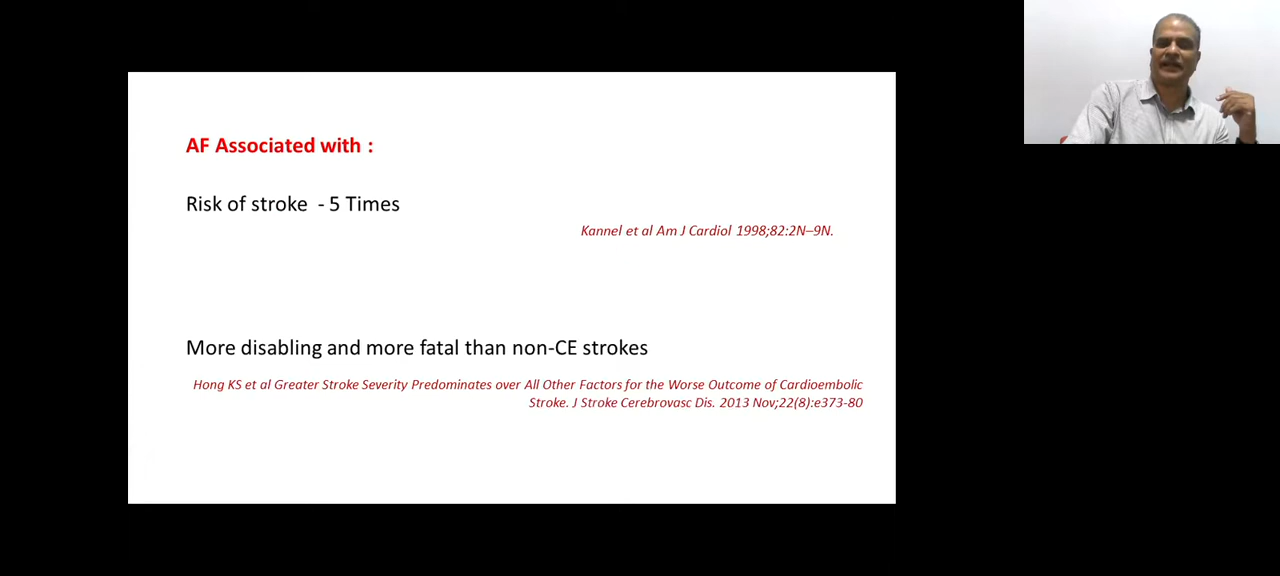 AF Associated with :
Risk of stroke - 5 Times
Kannel et al Am J Cardiol 1998;82:2N–9N.
More disabling and more fatal than non-CE strokes
Hong KS et al Greater Stroke Severity Predominates over All Other Factors for the Worse Outcome of Cardioembolic
Stroke. J Stroke Cerebrovasc Dis. 2013 Nov;22(8):e373-80